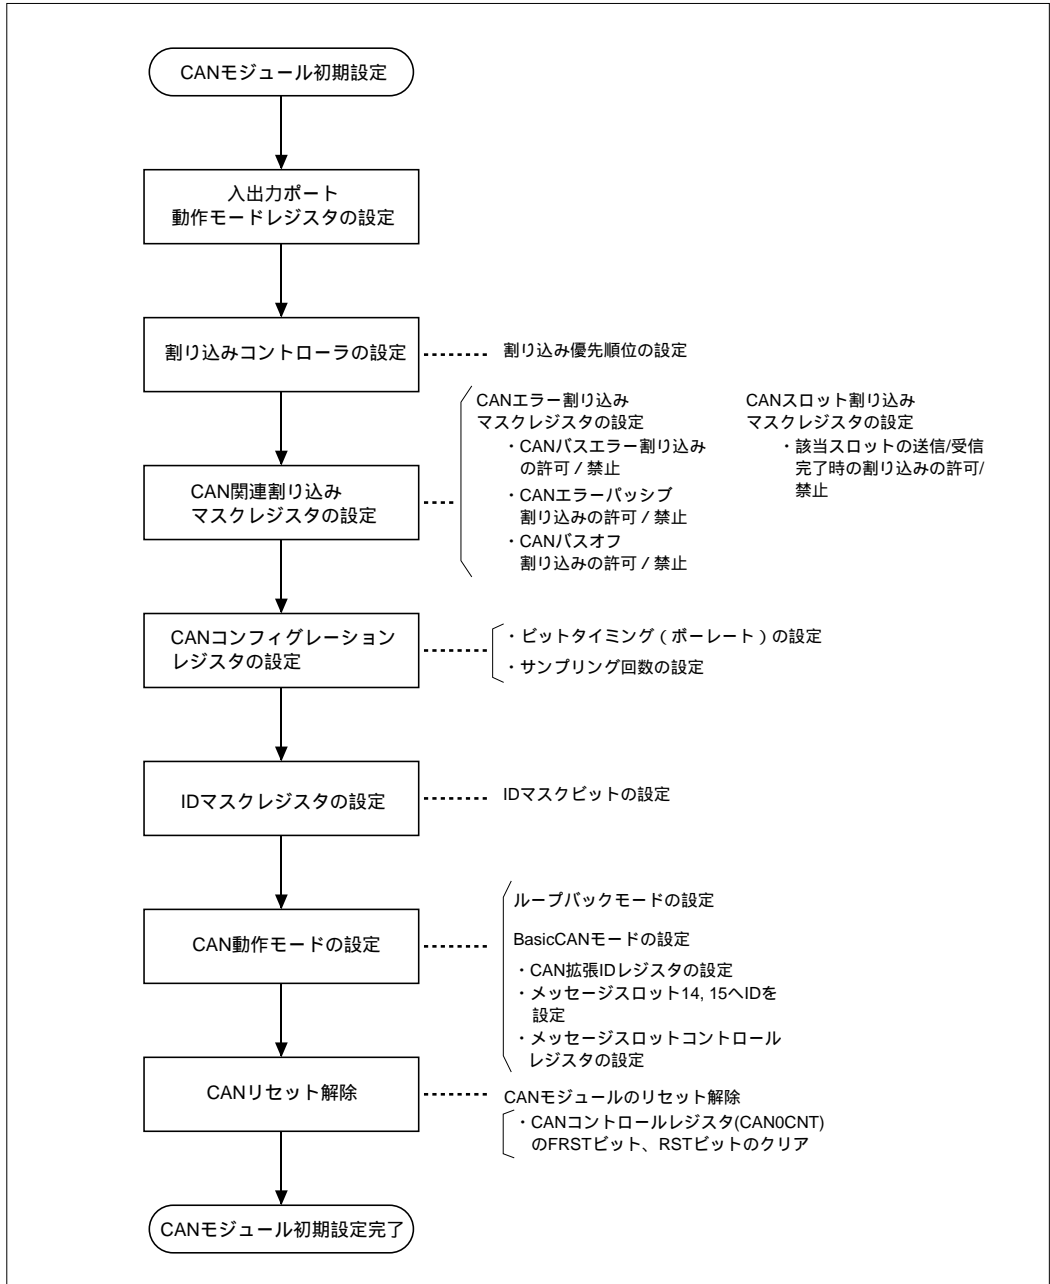 CANモジュール初期設定
入出力ポート
動作モードレジスタの設定
割り込みコントローラの設定
割り込み優先順位の設定
CAN関連割り込み
マスクレジスタの設定
CANエラー割り込み
マスクレジスタの設定
・CANバスエラー割り込み
の許可 / 禁止
・CANエラーパッシブ
割り込みの許可 / 禁止
・CANバスオフ
割り込みの許可 / 禁止
CANスロット割り込み
マスクレジスタの設定
・該当スロットの送信/受信
完了時の割り込みの許可/
禁止
CANコンフィグレーション
レジスタの設定
・ビットタイミング（ボーレート）の設定
・サンプリング回数の設定
IDマスクレジスタの設定
IDマスクビットの設定
CAN動作モードの設定
ループバックモードの設定
BasicCANモードの設定
・CAN拡張IDレジスタの設定
・メッセージスロット14, 15へIDを
設定
・メッセージスロットコントロール
レジスタの設定
CANリセット解除
CANモジュールのリセット解除
・CANコントロールレジスタ(CAN0CNT)
のFRSTビット、RSTビットのクリア
CANモジュール初期設定完了